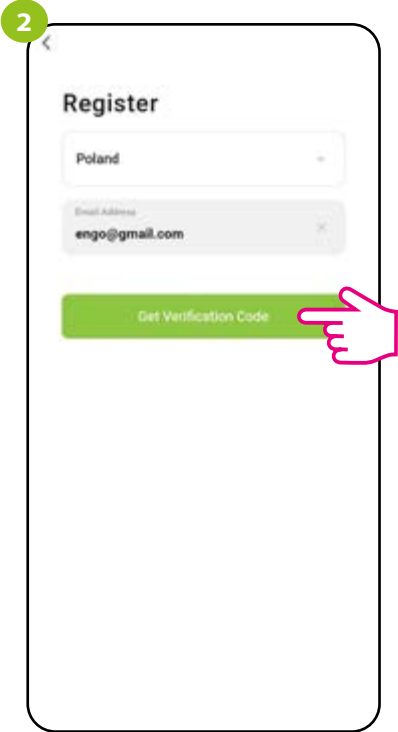 2
Register
Poland
Email Address
engo@gmail.com
Get Verification Code